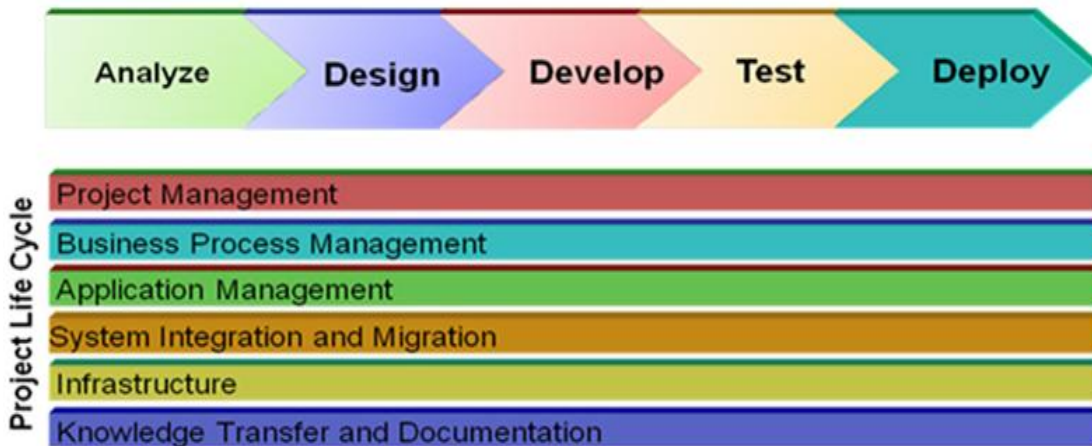 Analyze
Design
Develop
Test
Deploy
Project Life Cycle
Project Management
Business Process Management
Application Management
System Integration and Migration
Infrastructure
Knowledge Transfer and Documentation